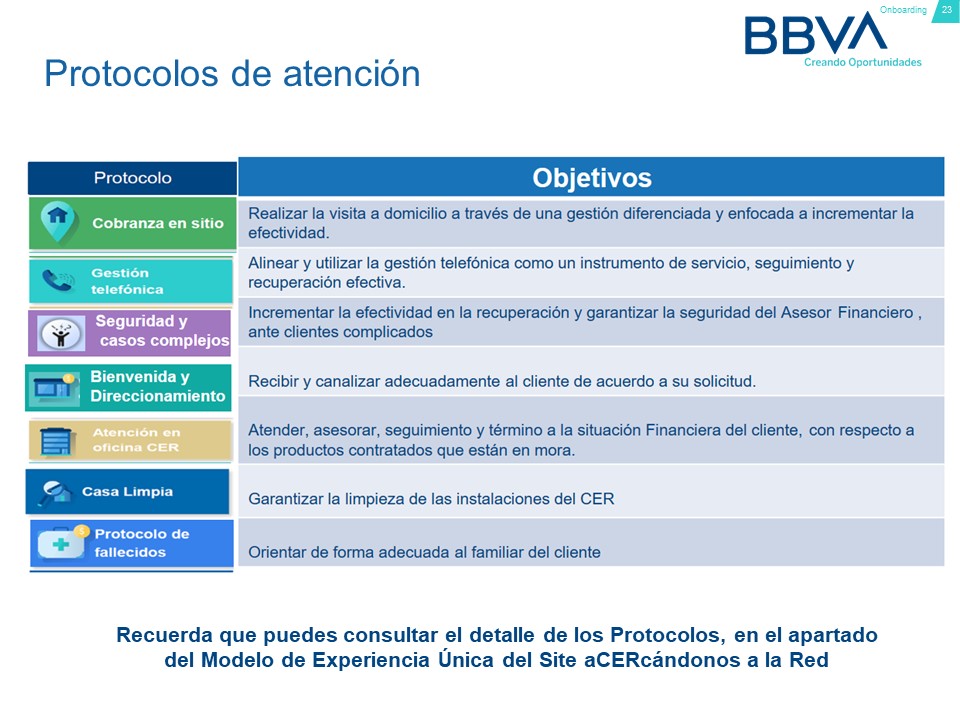 Onboarding 23
BBVA
Creando Oportunidades
Protocolos de atención
Protocolo
Objetivos
Cobranza en sitio
Realizar la visita a domicilio a través de una gestión diferenciada y enfocada a incrementar la
efectividad.
Gestión
telefónica
Alinear y utilizar la gestión telefónica como un instrumento de servicio, seguimiento y
recuperación efectiva.
Seguridad y
casos complejos
Incrementar la efectividad en la recuperación y garantizar la seguridad del Asesor Financiero ,
ante clientes complicados
Bienvenida y
Direccionamiento
Recibir y canalizar adecuadamente al cliente de acuerdo a su solicitud.
Atención en
oficina CER
Atender, asesorar, seguimiento y término a la situación Financiera del cliente, con respecto a
los productos contratados que están en mora.
Casa Limpia
Garantizar la limpieza de las instalaciones del CER
Protocolo de
fallecidos
Orientar de forma adecuada al familiar del cliente
Recuerda que puedes consultar el detalle de los Protocolos, en el apartado
del Modelo de Experiencia Única del Site aCERcándonos a la Red